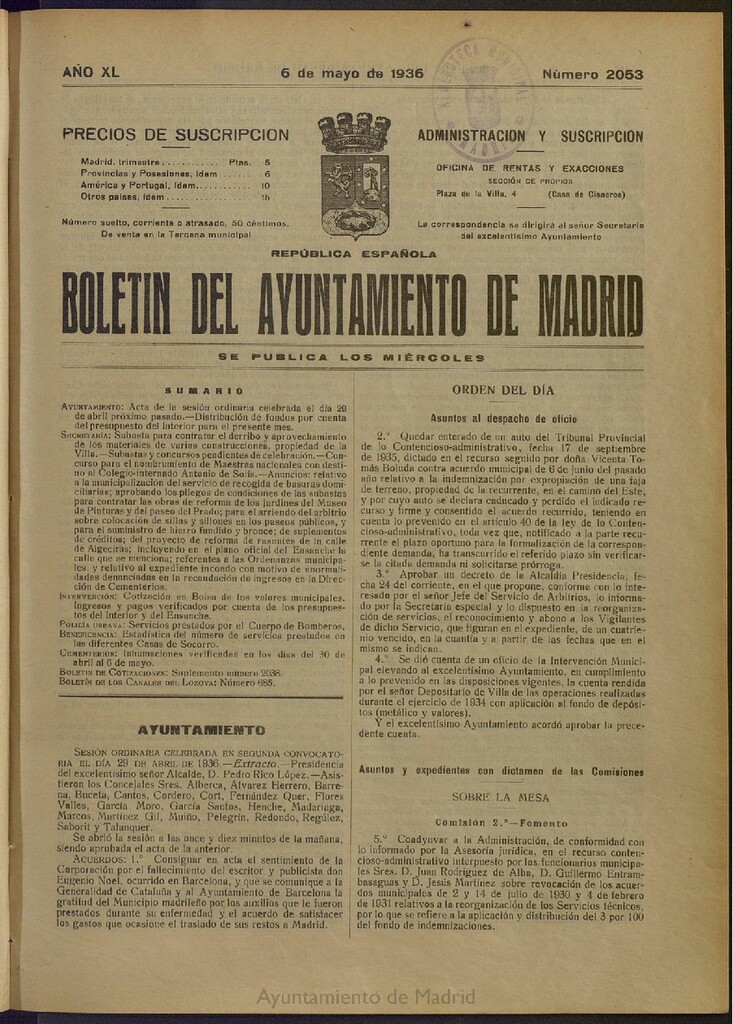 AÑO XL 6 de mayo de 1936 Número 2053
PRECIOS DE SUSCRIPCION
Madrid, trimestre............ Ptas. 5
Provincias y Posesiones, idem ...... 6
América y Portugal, idem.......... 10
Otros países, idem................ 15
Número suelto, corriente o atrasado, 50 céntimos.
De venta en la Tercena municipal
ADMINISTRACION Y SUSCRIPCION
OFICINA DE RENTAS Y EXACCIONES
SECCIÓN DE PROPIOS
Plaza de la Villa, 4 (Casa de Cisneros)
La correspondencia se dirigirá al señor Secretario
del excelentísimo Ayuntamiento
REPÚBLICA ESPAÑOLA
BOLETIN DEL AYUNTAMIENTO DE MADRID
SE PUBLICA LOS MIÉRCOLES
SUMARIO
AYUNTAMIENTO: Acta de la sesión ordinaria celebrada el día 29
de abril próximo pasado.—Distribución de fondos por cuenta
del presupuesto del Interior para el presente mes.
SECRETARÍA: Subasta para contratar el derribo y aprovechamiento
de los materiales de varias construcciones, propiedad de la
Villa.—Subastas y concursos pendientes de celebración.—Con-
curso para el nombramiento de Maestras nacionales con desti-
no al Colegio-internado Antonio de Solís.—Anuncios: relativo
a la municipalización del servicio de recogida de basuras domi-
ciliarias; aprobando los pliegos de condiciones de las subastas
para contratar las obras de reforma de los jardines del Museo
de Pinturas y del paseo del Prado; para el arriendo del arbitrio
sobre colocación de sillas y sillones en los paseos públicos, y
para el suministro de hierro fundido y bronce; de suplementos
de créditos; del proyecto de reforma de rasantes de la calle
de Algeciras; incluyendo en el plano oficial del Ensanche la
calle que se menciona; referentes a las Ordenanzas municipa-
les, y relativo al expediente incoado con motivo de anormali-
dades denunciadas en la recaudación de ingresos en la Direc-
ción de Cementerios.
INTERVENCIÓN: Cotización en Bolsa de los valores municipales.
Ingresos y pagos verificados por cuenta de los presupues-
tos del Interior y del Ensanche.
POLICÍA URBANA: Servicios prestados por el Cuerpo de Bomberos.
BENEFICENCIA: Estadística del número de servicios prestados en
las diferentes Casas de Socorro.
CEMENTERIOS: Inhumaciones verificadas en los días del 30 de
abril al 6 de mayo.
BOLETÍN DE COTIZACIONES: Suplemento número 2038.
BOLETÍN DE LOS CANALES DEL LOZOYA: Número 685.
AYUNTAMIENTO
SESIÓN ORDINARIA CELEBRADA EN SEGUNDA CONVOCATO-
RIA EL DÍA 29 DE ABRIL DE 1936.—Extracto.—Presidencia
del excelentísimo señor Alcalde, D. Pedro Rico López.—Asis-
tieron los Concejales Sres. Alberca, Alvarez Herrero, Barre-
na, Buceta, Cantos, Cordero, Cort, Fernández Quer, Flores
Valles, García Moro, García Santos, Henche, Madariaga,
Marcos, Martínez Gil, Muiño, Pelegrín, Redondo, Regúlez,
Saborit y Talanquer.
Se abrió la sesión a las once y diez minutos de la mañana,
siendo aprobada el acta de la anterior.
ACUERDOS: 1.º Consignar en acta el sentimiento de la
Corporación por el fallecimiento del escritor y publicista don
Eugenio Noel, ocurrido en Barcelona, y que se comunique a la
Generalidad de Cataluña y al Ayuntamiento de Barcelona la
gratitud del Municipio madrileño por los auxilios que le fueron
prestados durante su enfermedad y el acuerdo de satisfacer
los gastos que ocasione el traslado de sus restos a Madrid.
ORDEN DEL DÍA
Asuntos al despacho de oficio
2.º Quedar enterado de un auto del Tribunal Provincial
de lo Contencioso-administrativo, fecha 17 de septiembre
1935, dictado en el recurso seguido por doña Vicenta To-
más Boluda contra acuerdo municipal de 6 de junio del pasado
año relativo a la indemnización por expropiación de una faja
de terreno, propiedad de la recurrente, en el camino del Este,
y por cuyo auto se declara caducado y perdido el indicado recur-
so y firme y consentido el acuerdo recurrido, teniendo en
cuenta lo prevenido en el artículo 40 de la ley de lo Conten-
cioso-administrativo, toda vez que, notificado a la parte recu-
rrente el plazo oportuno para la formalización de la correspon-
diente demanda, ha transcurrido el referido plazo sin verificar-
se la citada demanda ni solicitarse prórroga.
3.º Aprobar un decreto de la Alcaldía Presidencia, fe-
cha 24 del corriente, en el que propone, conforme con lo inte-
resado por el señor Jefe del Servicio de Arbitrios, lo informa-
do por la Secretaría especial y lo dispuesto en la reorganiza-
ción de servicios, el reconocimiento y abono a los Vigilantes
de dicho Servicio, que figuran en el expediente, de un cuatrie-
nio vencido, en la cuantía y a partir de las fechas que en el
mismo se indican.
4.º Se dió cuenta de un oficio de la Intervención Munici-
pal elevando al excelentísimo Ayuntamiento, en cumplimiento
a lo prevenido en las disposiciones vigentes, la cuenta rendida
por el señor Depositario de Villa de las operaciones realizadas
durante el ejercicio de 1934 con aplicación al fondo de depósi-
tos (metálico y valores).
Y el excelentísimo Ayuntamiento acordó aprobar la prece-
dente cuenta.
Asuntos y expedientes con dictamen de las Comisiones
SOBRE LA MESA
Comisión 2.ª—Fomento
5.º Coadyuvar a la Administración, de conformidad con
lo informado por la Asesoría jurídica, en el recurso conten-
cioso-administrativo interpuesto por los funcionarios municipa-
les Sres. D. Juan Rodríguez de Alba, D. Guillermo Entram-
basaguas y D. Jesús Martínez sobre revocación de los acuer-
dos municipales de 2 y 14 de julio de 1930 y 4 de febrero
de 1931 relativos a la reorganización de los Servicios técnicos,
por lo que se refiere a la aplicación y distribución del 3 por 100
del fondo de indemnizaciones.
Ayuntamiento de Madrid